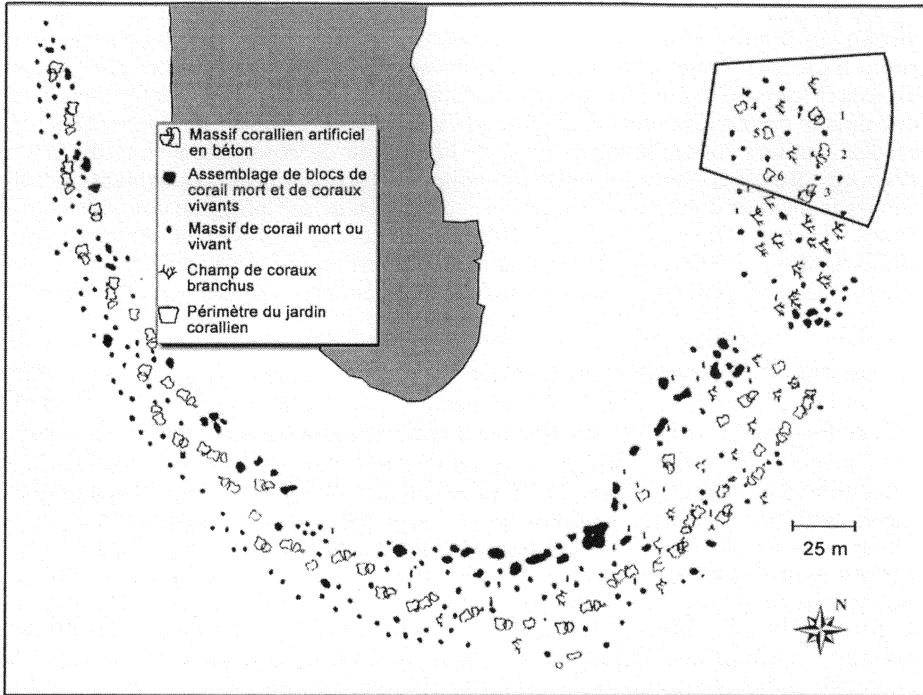 Massif corallien artificiel
en béton
Assemblage de blocs de
corail mort et de coraux
vivants
Massif de corail mort ou
vivant
Champ de coraux
branchus
Périmètre du jardin
corallien
4
1
5
2
6
3
25 m
N